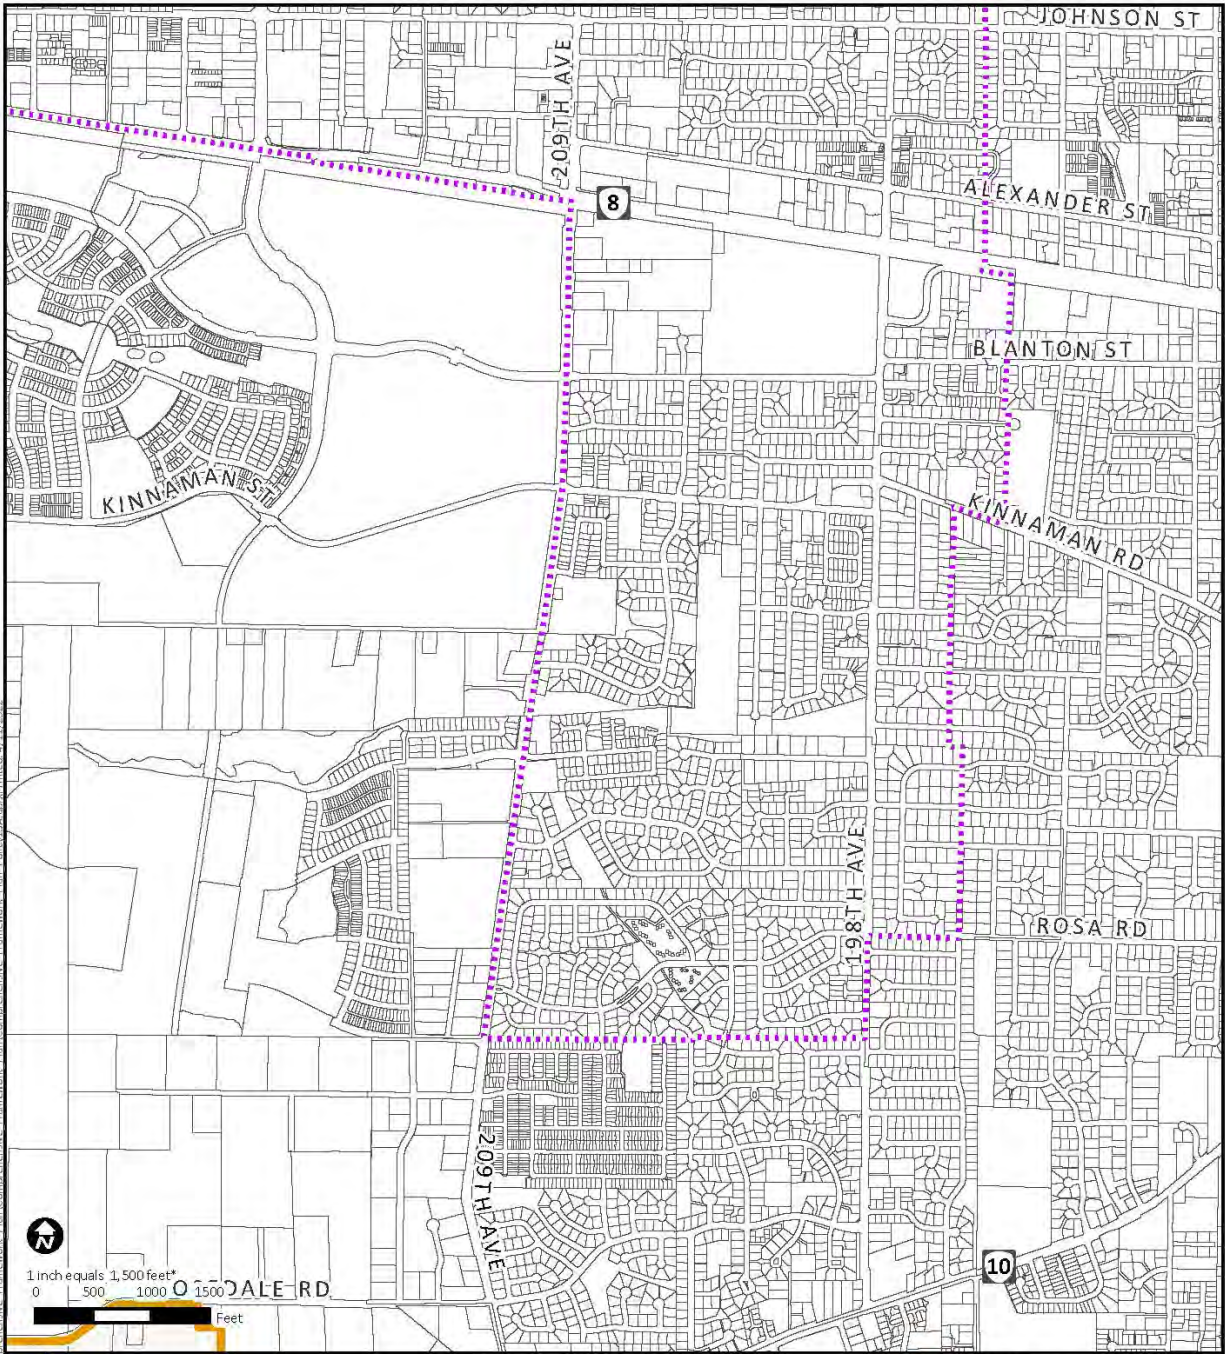 JOHNSON ST
209TH AVE
8
ALEXANDER ST
BLANTON ST
KINNAMAN ST
KINNAMAN RD
198TH AVE
ROSA RD
209TH AVE
N
10
1 inch equals 1,500 feet*
0 500 1000 1500
DALE RD
Feet